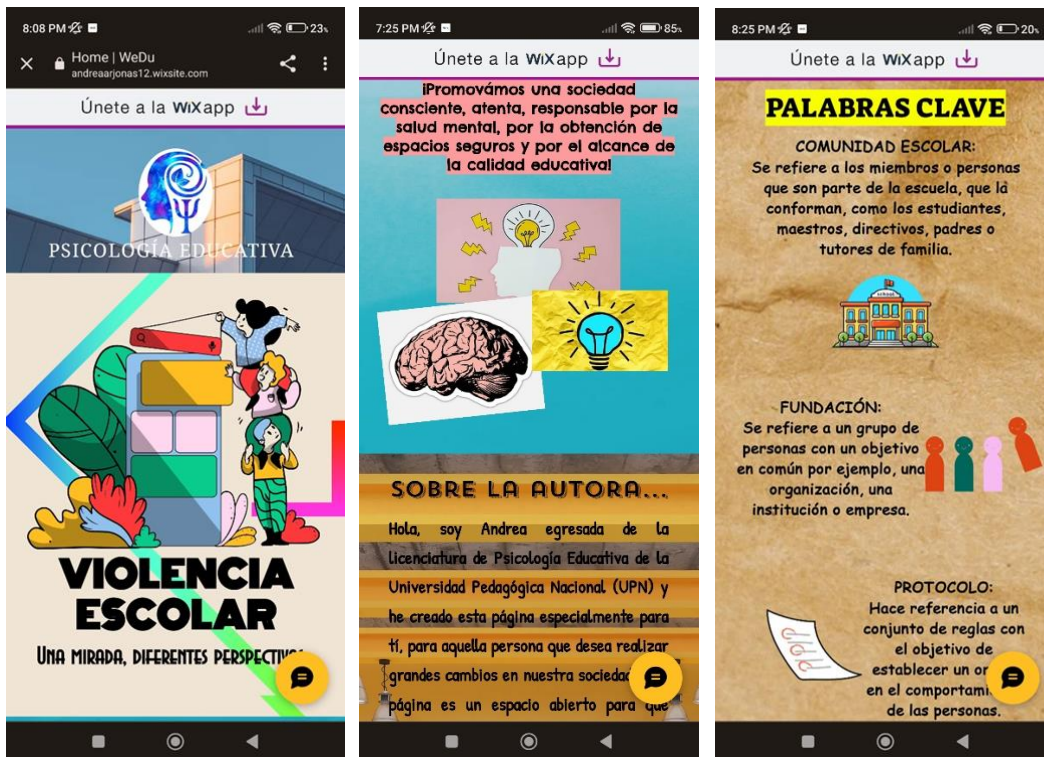 8:08 PM
23%
Home | WeDu
andreaarjonas12.wixsite.com
Únete a la WiXapp
PSICOLOGÍA EDUCATIVA
VIOLENCIA
ESCOLAR
UNA MIRADA, DIFERENTES
7:25 PM
85%
Únete a la WiXapp
¡Promovámos una sociedad
consciente, atenta, responsable por la
salud mental, por la obtención de
espacios seguros y por el alcance de
la calidad educativa!
SOBRE LA AUTORA...
Hola, soy Andrea egresada de la
licenciatura de Psicología Educativa de la
Universidad Pedagógica Nacional (UPN) y
he creado esta página especialmente para
tí, para aquella persona que desea realizar
grandes cambios en nuestra sociedad
página es un espacio abierto para que
8:25 PM
20%
Únete a la WiXapp
PALABRAS CLAVE
COMUNIDAD ESCOLAR:
Se refiere a los miembros o personas
que son parte de la escuela, que là
conforman, como los estudiantes,
maestros, directivos, padres o
tutores de familia.
FUNDACIÓN:
Se refiere a un grupo de
personas con un objetivo
en común por ejemplo, una
organización, una
institución o empresa.
PROTOCOLO:
Hace referencia a un
conjunto de reglas con
el objetivo de
establecer un
en el
de las personas.